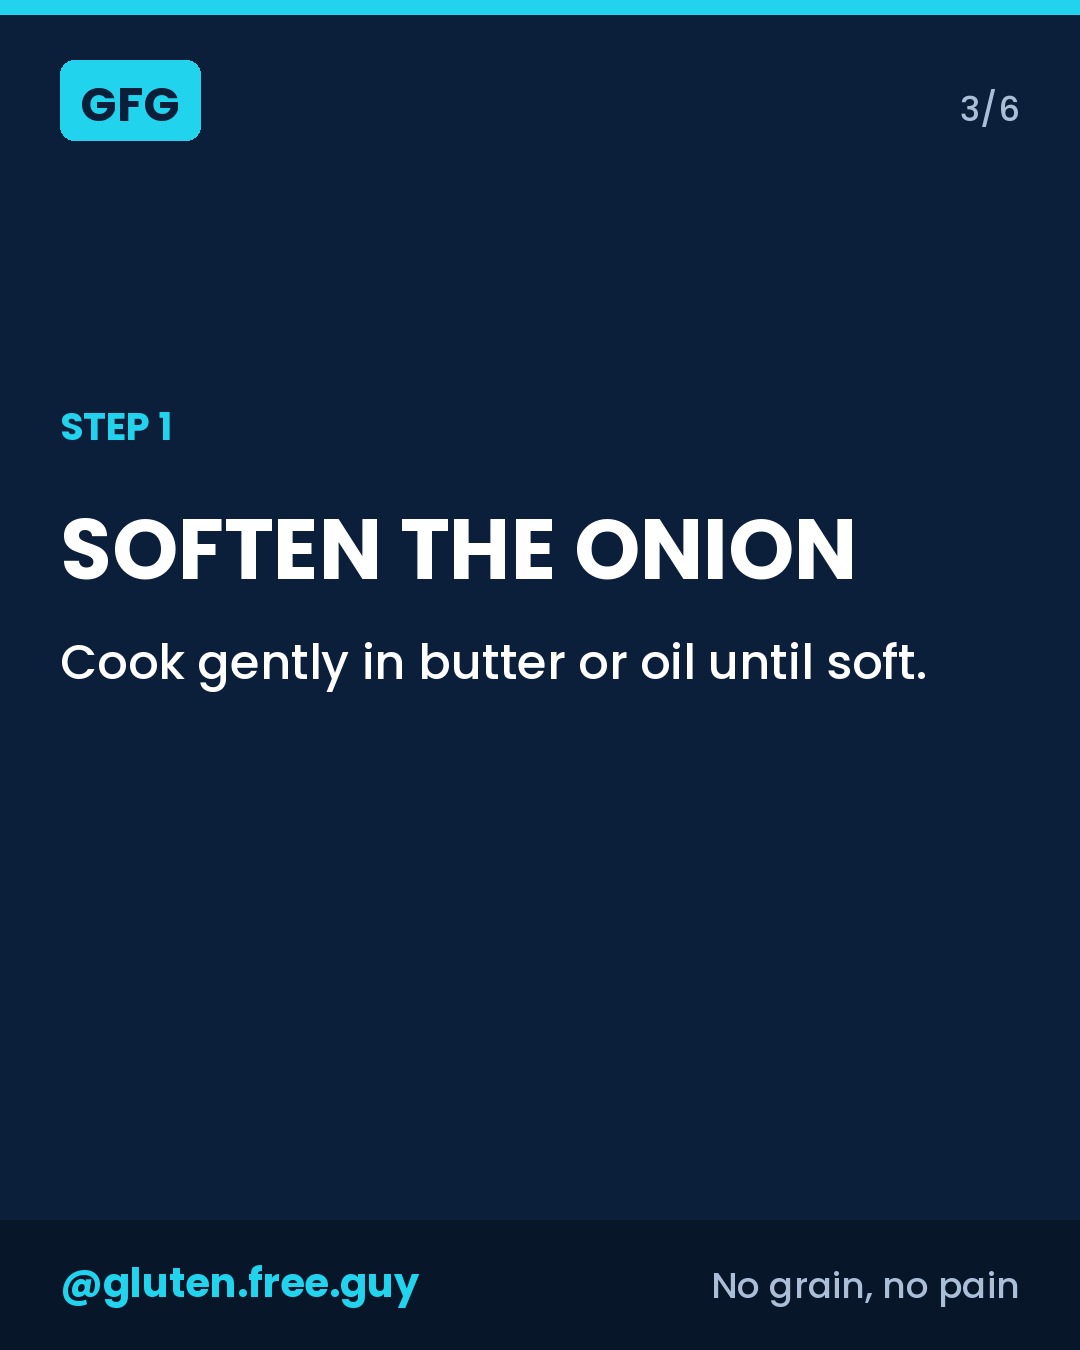 GFG
3/6
STEP 1
SOFTEN THE ONION
Cook gently in butter or oil until soft.
@gluten.free.guy
No grain, no pain